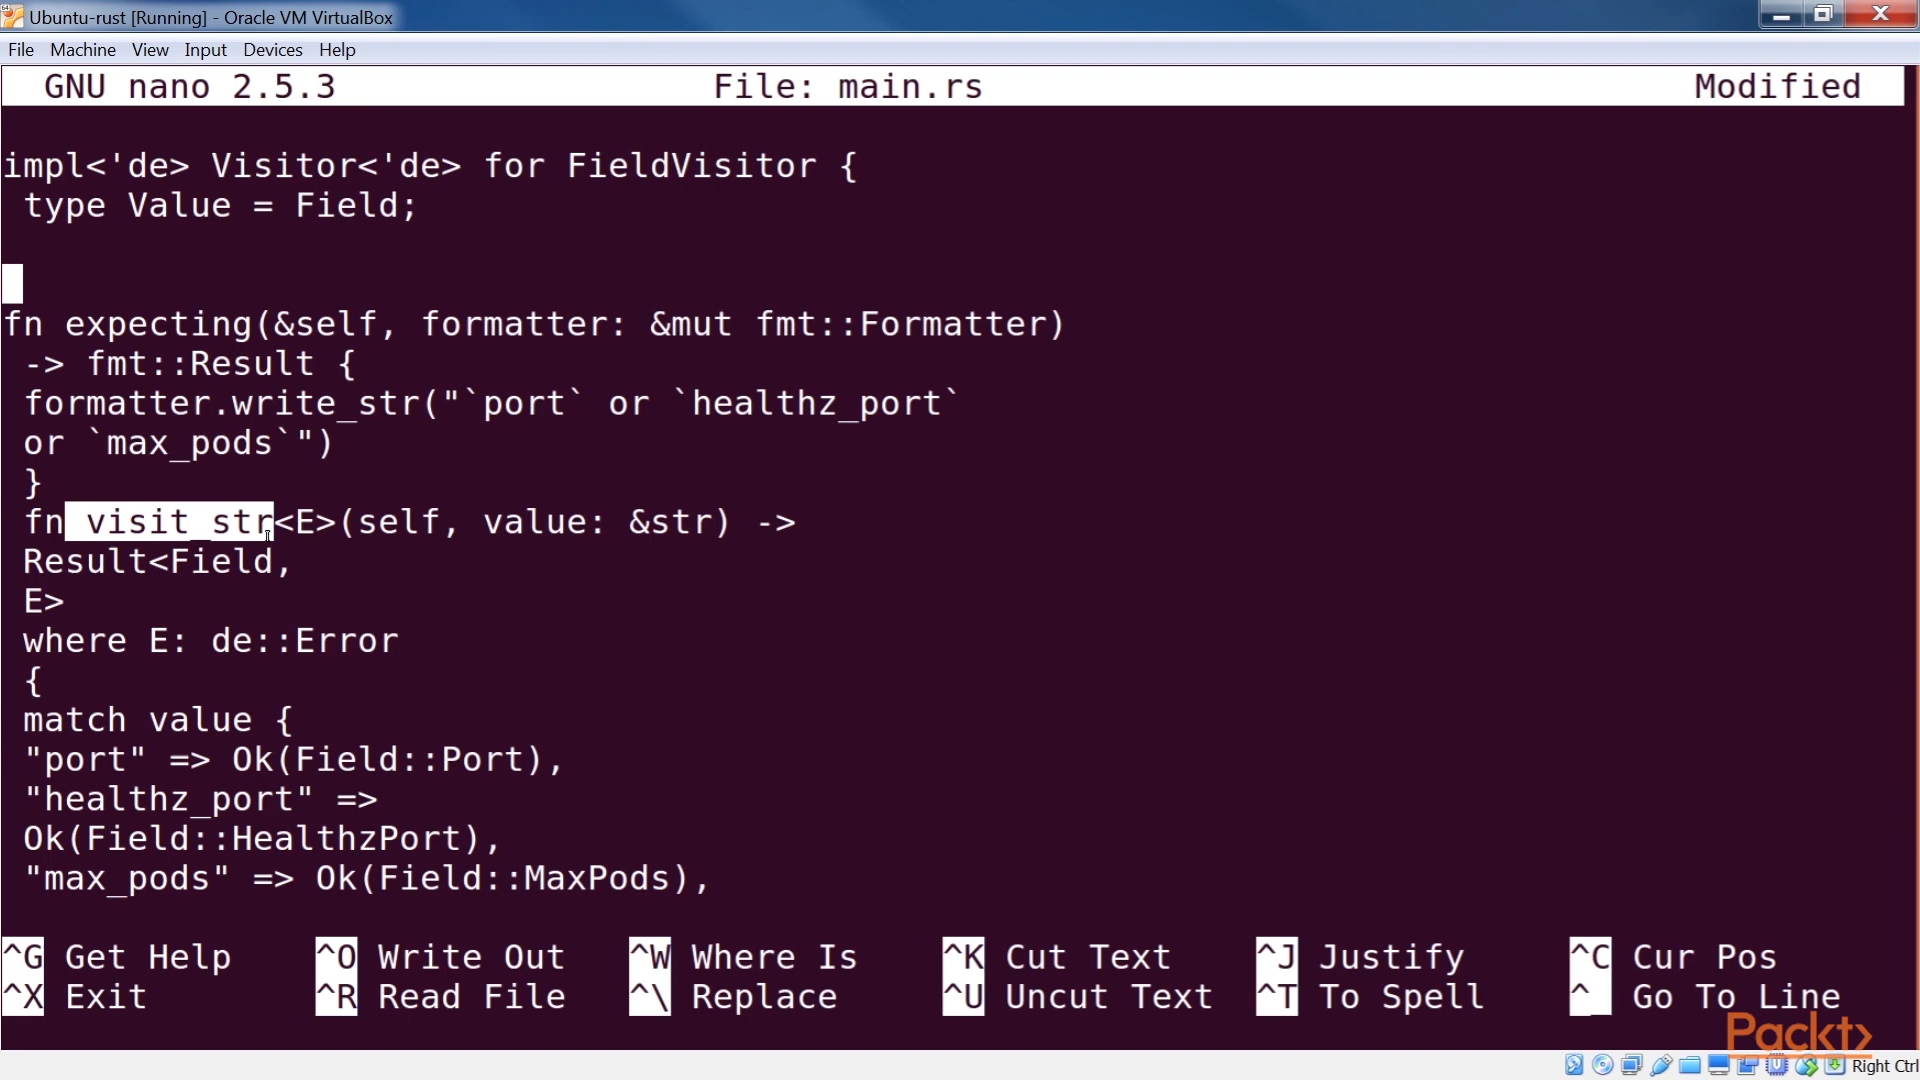 Ubuntu-rust [Running] - Oracle VM VirtualBox
File Machine View Input Devices Help
GNU nano 2.5.3 File: main.rs Modified
impl<'de> Visitor<'de> for FieldVisitor {
type Value = Field;
fn expecting(&self, formatter: &mut fmt::Formatter)
-> fmt::Result {
formatter.write_str("`port` or `healthz_port`
or `max_pods`")
}
fn visit_str<E>(self, value: &str) ->
Result<Field,
E>
where E: de::Error
{
match value {
"port" => Ok(Field::Port),
"healthz_port" =>
Ok(Field::HealthzPort),
"max_pods" => Ok(Field::MaxPods),
^G Get Help ^O Write Out ^W Where Is ^K Cut Text ^J Justify ^C Cur Pos
^X Exit ^R Read File ^\ Replace ^U Uncut Text ^T To Spell ^_ Go To Line
Packt>
Right Ctrl